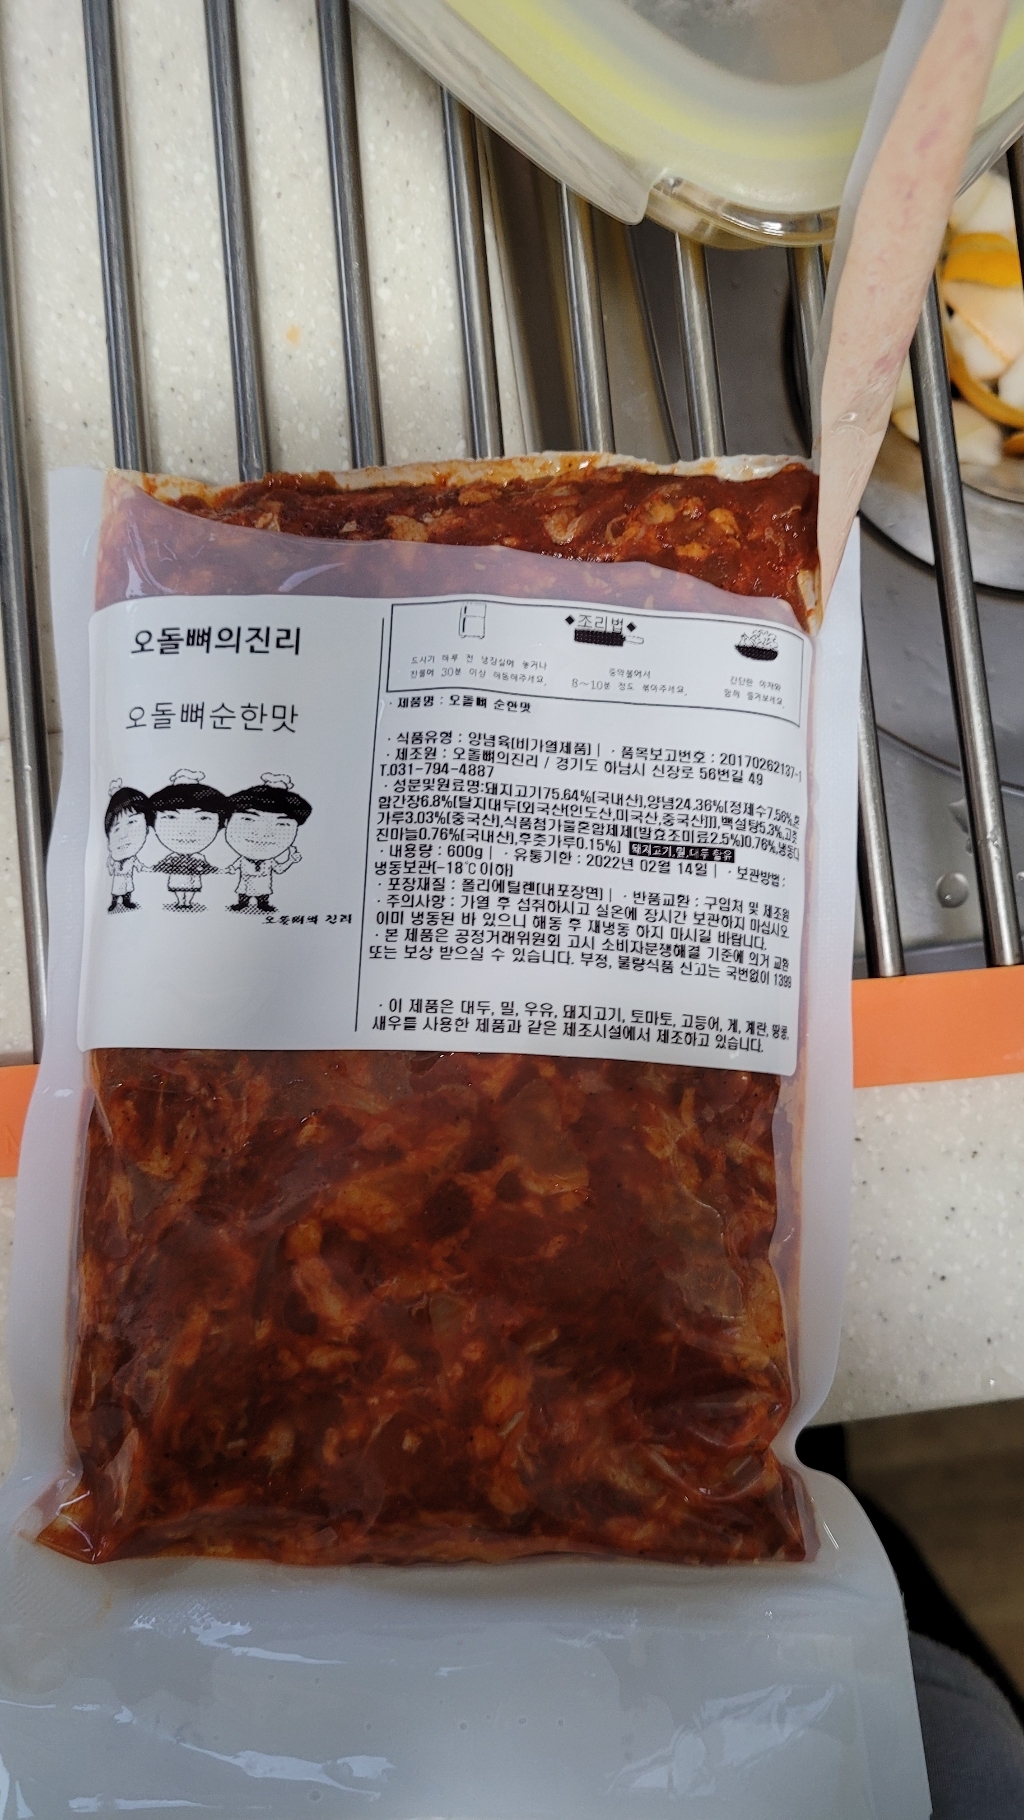 오돌뼈의진리
오돌뼈순한맛
오돌뼈의 진리
◆조리법◆
드시기 하루 전 냉장실에 놓거나
찬물에 30분 이상 해동해주세요.
중약불에서
8~10분 정도 볶아주세요.
간단한 야채와
함께 즐겨보세요.
· 제품명 : 오돌뼈 순한맛
· 식품유형 : 양념육[비가열제품] | · 품목보고번호 : 20170262137-1
· 제조원 : 오돌뼈의진리 / 경기도 하남시 신장로 56번길 49
T.031-794-4887
· 성분및원료명:돼지고기75.64%[국내산],양념24.36%[정제수7.56%,혼
합간장6.8%[탈지대두[외국산[인도산,미국산,중국산]]],백설탕5.3%,고추
가루3.03%[중국산],식품첨가물혼합제제[발효조미료2.5%]0.76%,냉동다
진마늘0.76%[국내산],후춧가루0.15%] 돼지고기,밀,대두 함유
· 내용량 : 600g | · 유통기한 : 2022년 02월 14일 | · 보관방법 :
냉동보관[-18℃이하]
· 포장재질 : 폴리에틸렌[내포장면] | · 반품교환 : 구입처 및 제조원
· 주의사항 : 가열 후 섭취하시고 실온에 장시간 보관하지 마십시오
이미 냉동된 바 있으니 해동 후 재냉동 하지 마시길 바랍니다.
· 본 제품은 공정거래위원회 고시 소비자분쟁해결 기준에 의거 교환
또는 보상 받으실 수 있습니다. 부정, 불량식품 신고는 국번없이 1399
· 이 제품은 대두, 밀, 우유, 돼지고기, 토마토, 고등어, 게, 계란, 땅콩,
새우를 사용한 제품과 같은 제조시설에서 제조하고 있습니다.